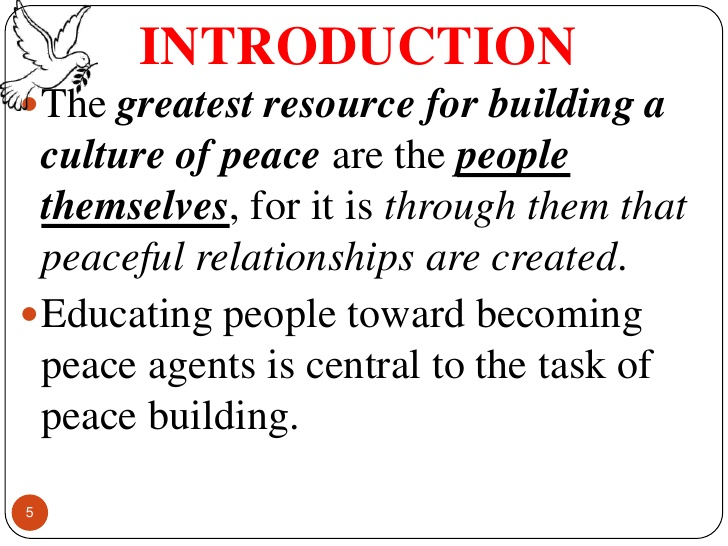 INTRODUCTION
•The greatest resource for building a
culture of peace are the people
themselves, for it is through them that
peaceful relationships are created.
•Educating people toward becoming
peace agents is central to the task of
peace building.
5